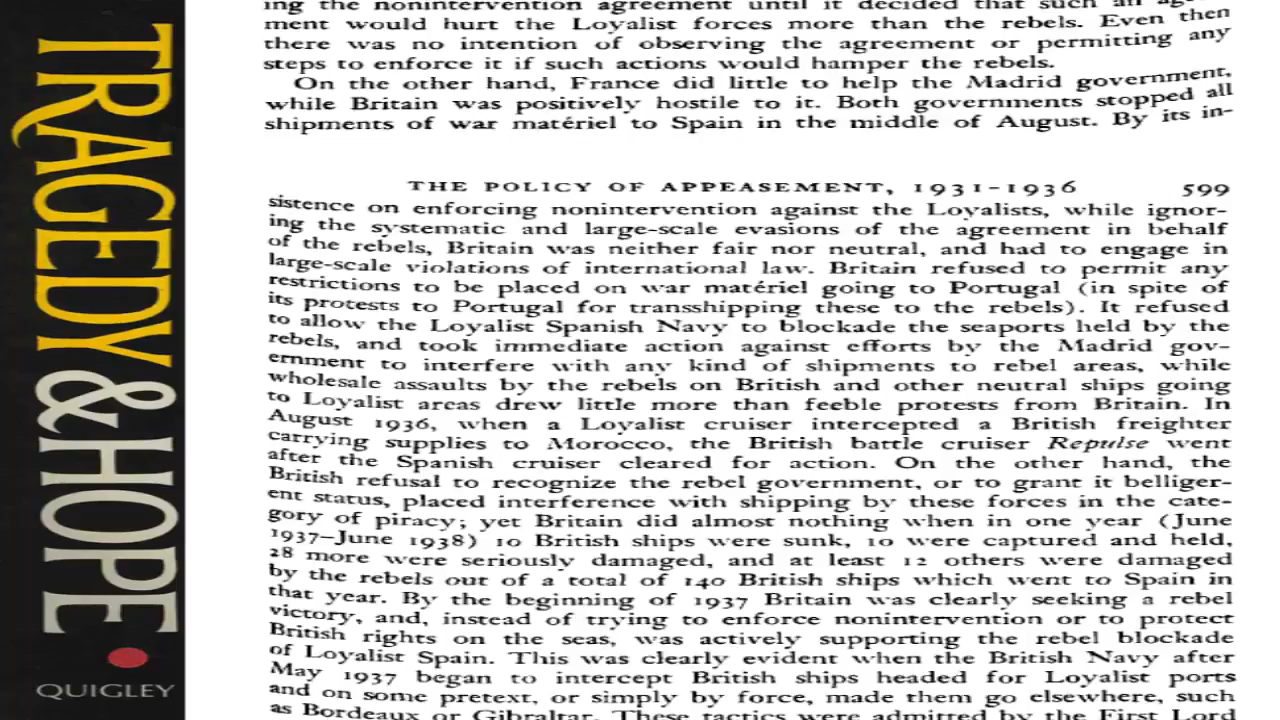 TRAGEDY & HOPE
QUIGLEY
ing the nonintervention agreement until it decided that such an agree-
ment would hurt the Loyalist forces more than the rebels. Even then
there was no intention of observing the agreement or permitting any
steps to enforce it if such actions would hamper the rebels.
On the other hand, France did little to help the Madrid government,
while Britain was positively hostile to it. Both governments stopped all
shipments of war matériel to Spain in the middle of August. By its in-
THE POLICY OF APPEASEMENT, 1931-1936 599
sistence on enforcing nonintervention against the Loyalists, while ignor-
ing the systematic and large-scale evasions of the agreement in behalf
of the rebels, Britain was neither fair nor neutral, and had to engage in
large-scale violations of international law. Britain refused to permit any
restrictions to be placed on war matériel going to Portugal (in spite of
its protests to Portugal for transshipping these to the rebels). It refused
to allow the Loyalist Spanish Navy to blockade the seaports held by the
rebels, and took immediate action against efforts by the Madrid gov-
ernment to interfere with any kind of shipments to rebel areas, while
wholesale assaults by the rebels on British and other neutral ships going
to Loyalist areas drew little more than feeble protests from Britain. In
August 1936, when a Loyalist cruiser intercepted a British freighter
carrying supplies to Morocco, the British battle cruiser Repulse went
after the Spanish cruiser cleared for action. On the other hand, the
British refusal to recognize the rebel government, or to grant it belliger-
ent status, placed interference with shipping by these forces in the cate-
gory of piracy; yet Britain did almost nothing when in one year (June
1937–June 1938) 10 British ships were sunk, 10 were captured and held,
28 more were seriously damaged, and at least 12 others were damaged
by the rebels out of a total of 140 British ships which went to Spain in
that year. By the beginning of 1937 Britain was clearly seeking a rebel
victory, and, instead of trying to enforce nonintervention or to protect
British rights on the seas, was actively supporting the rebel blockade
of Loyalist Spain. This was clearly evident when the British Navy after
May 1937 began to intercept British ships headed for Loyalist ports
and on some pretext, or simply by force, made them go elsewhere, such
as Bordeaux or Gibraltar. These tactics were admitted by the First Lord